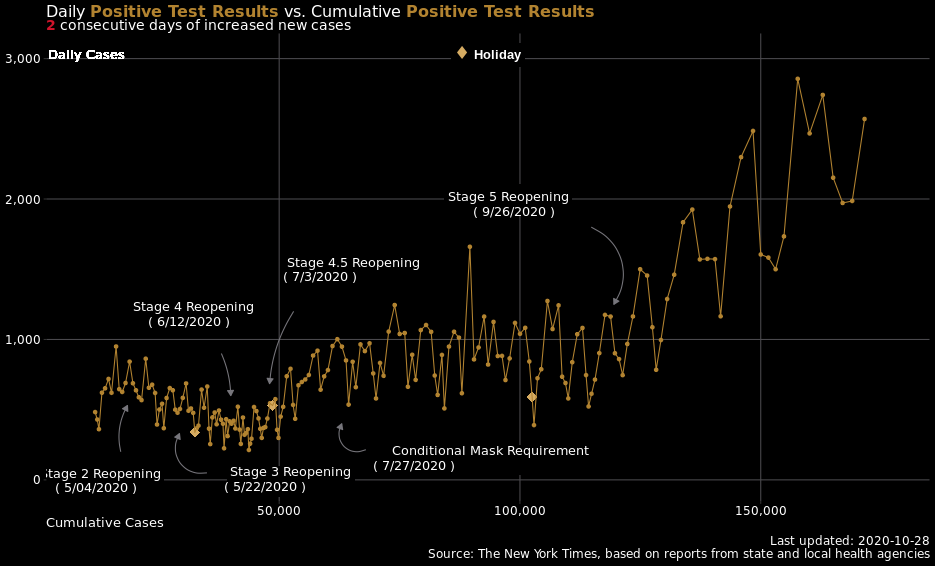 Daily Positive Test Results vs. Cumulative Positive Test Results
2 consecutive days of increased new cases
Daily Cases
Holiday
3,000
2,000
1,000
0
Stage 5 Reopening
( 9/26/2020 )
Stage 4.5 Reopening
( 7/3/2020 )
Stage 4 Reopening
( 6/12/2020 )
Conditional Mask Requirement
( 7/27/2020 )
Stage 2 Reopening
( 5/04/2020 )
Stage 3 Reopening
( 5/22/2020 )
50,000
100,000
150,000
Cumulative Cases
Last updated: 2020-10-28
Source: The New York Times, based on reports from state and local health agencies